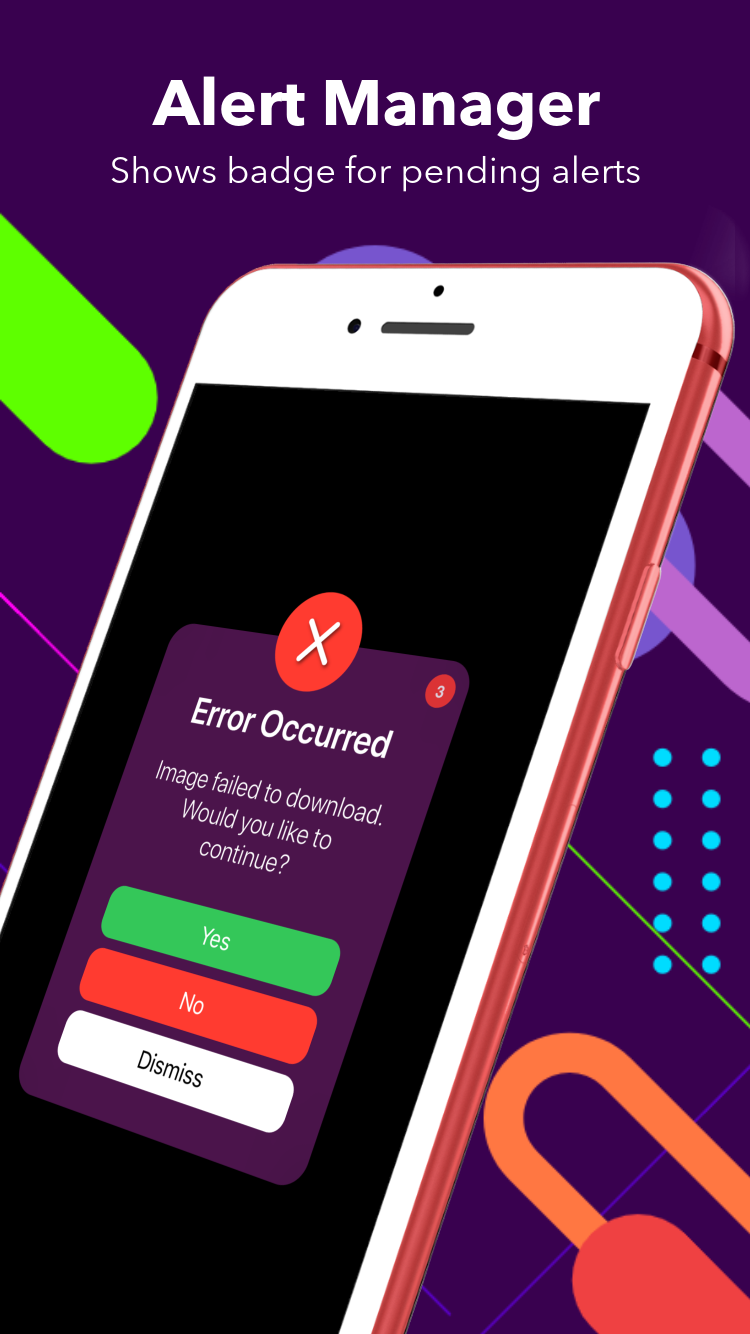 Alert Manager
Shows badge for pending alerts
3
Error Occurred
Image failed to download.
Would you like to
continue?
Yes
No
Dismiss